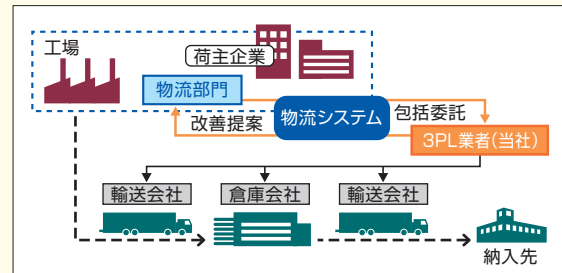 工場
荷主企業
物流部門
物流システム
包括委託
改善提案
3PL業者(当社)
輸送会社
倉庫会社
輸送会社
納入先